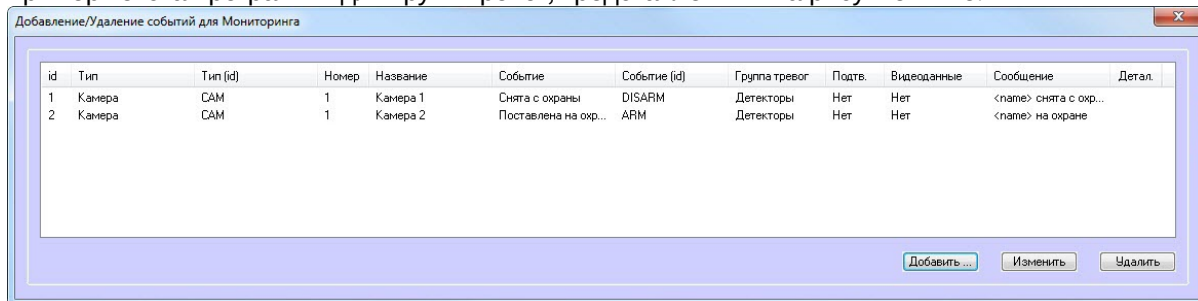 Добавление/Удаление событий для Мониторинга
id Тип Тип (id) Номер Название Событие Событие (id) Группа тревог Подтв. Видеоданные Сообщение Детал.
1 Камера CAM 1 Камера 1 Снята с охраны DISARM Детекторы Нет Нет <name> снята с охр...
2 Камера CAM 1 Камера 2 Поставлена на охр... ARM Детекторы Нет Нет <name> на охране
Добавить ... Изменить Удалить